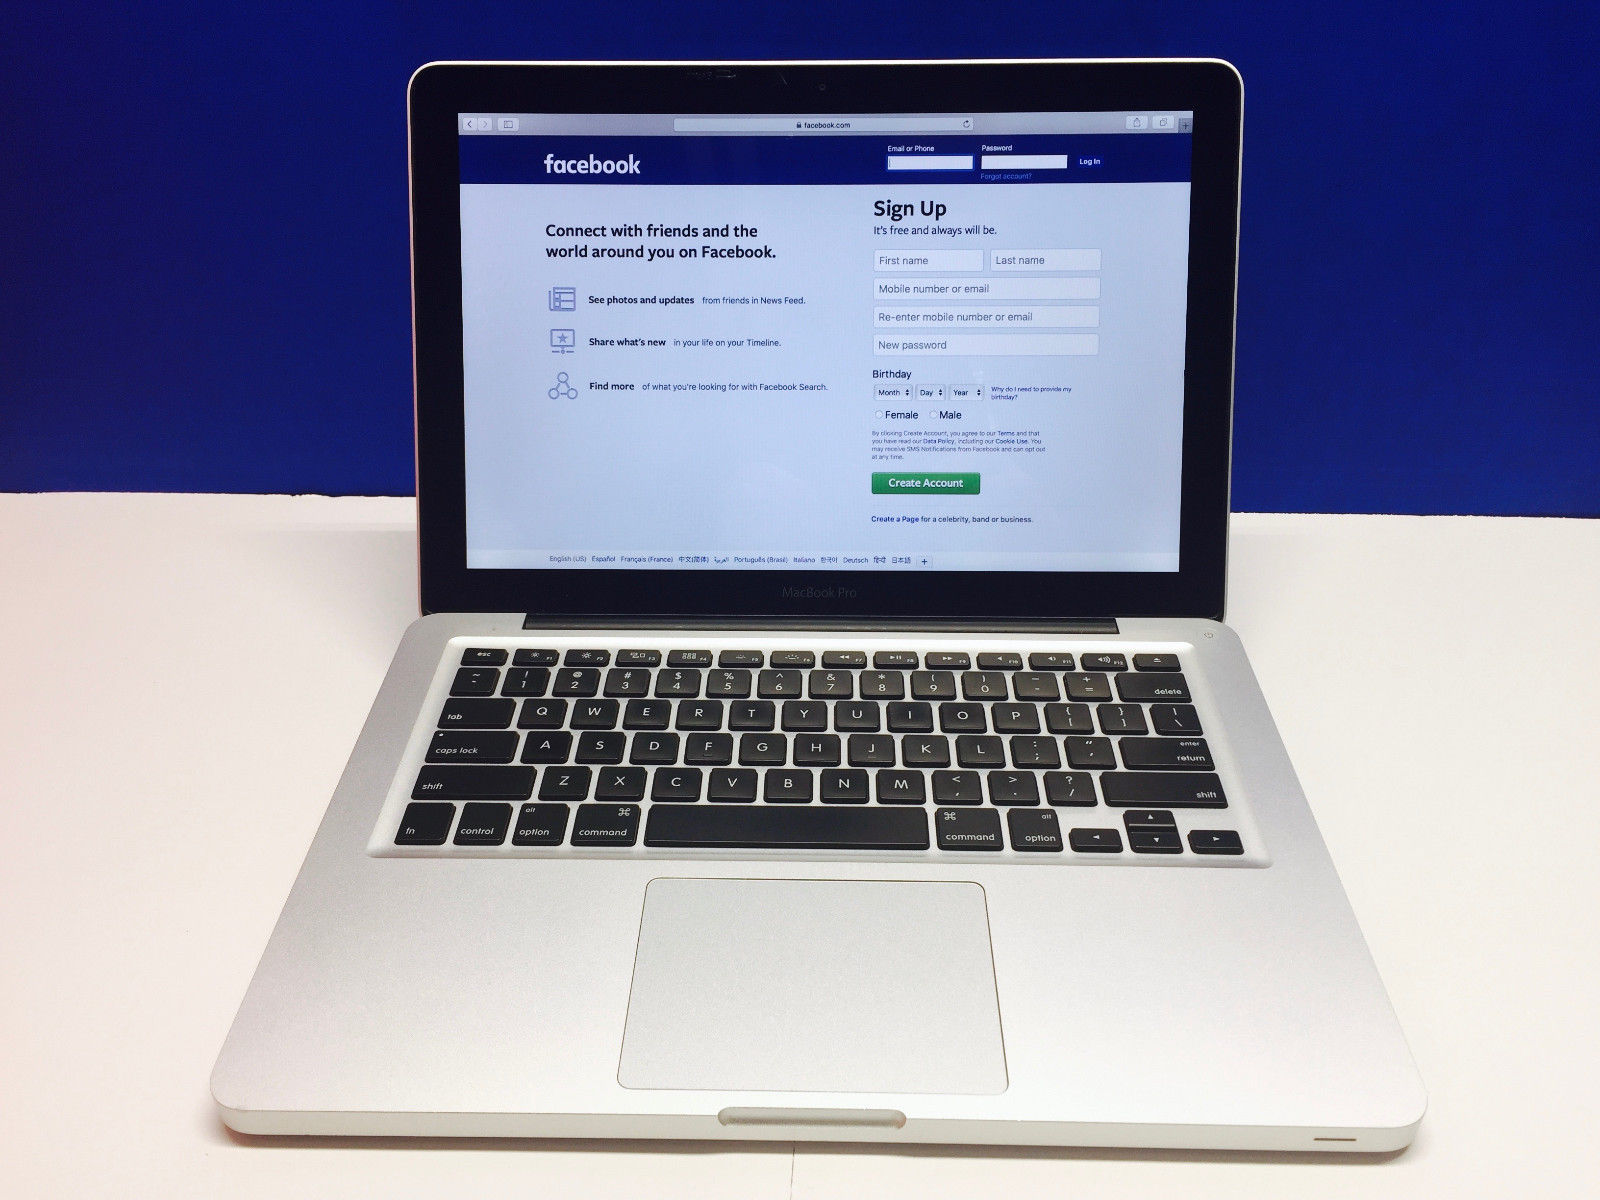 facebook.com
facebook
Email or Phone
Password
Log In
Forgot account?
Connect with friends and the
world around you on Facebook.
See photos and updates from friends in News Feed.
Share what's new in your life on your Timeline.
Find more of what you're looking for with Facebook Search.
Sign Up
It's free and always will be.
First name
Last name
Mobile number or email
Re-enter mobile number or email
New password
Birthday
Month Day Year
Why do I need to provide my
birthday?
Female Male
By clicking Create Account, you agree to our Terms and that
you have read our Data Policy, including our Cookie Use. You
may receive SMS Notifications from Facebook and can opt out
at any time.
Create Account
Create a Page for a celebrity, band or business.
English (US) Español Français (France) 中文(简体) العربية Português (Brasil) Italiano 한국어 Deutsch हिन्दी 日本語 +
MacBook Pro
esc F1 F2 F3 F4 F5 F6 F7 F8 F9 F10 F11 F12
~ ! @ # $ % ^ & * ( ) _ +
` 1 2 3 4 5 6 7 8 9 0 - = delete
tab Q W E R T Y U I O P { [ } ] | \
caps lock A S D F G H J K L : ; " ' enter return
shift Z X C V B N M < , > . ? / shift
fn control alt option ⌘ command ⌘ command alt option